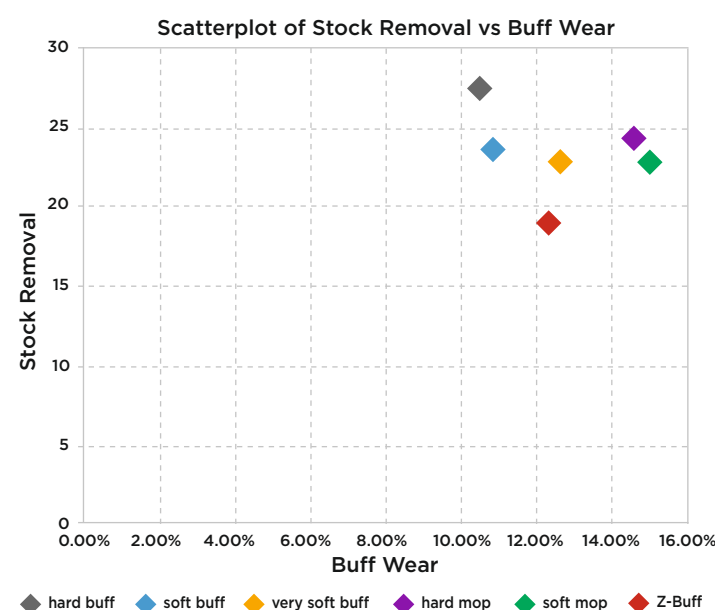 Scatterplot of Stock Removal vs Buff Wear
30
25
20
15
10
5
0
Stock Removal
0.00% 2.00% 4.00% 6.00% 8.00% 10.00% 12.00% 14.00% 16.00%
Buff Wear
hard buff soft buff very soft buff hard mop soft mop Z-Buff